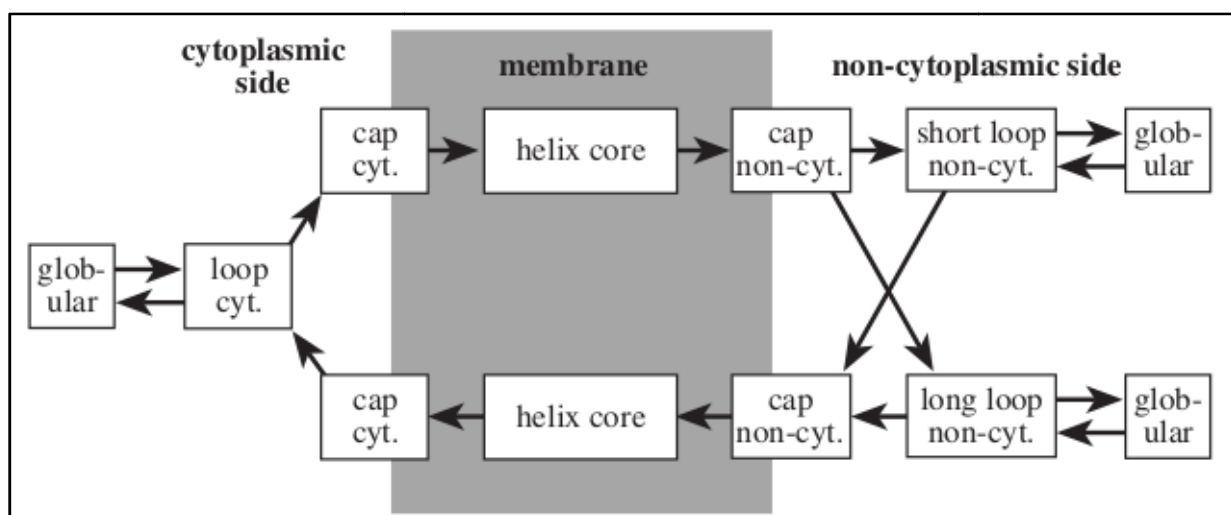 cytoplasmic
side
membrane
non-cytoplasmic side
cap
cyt.
helix core
cap
non-cyt.
short loop
non-cyt.
glob-
ular
glob-
ular
loop
cyt.
cap
cyt.
helix core
cap
non-cyt.
long loop
non-cyt.
glob-
ular